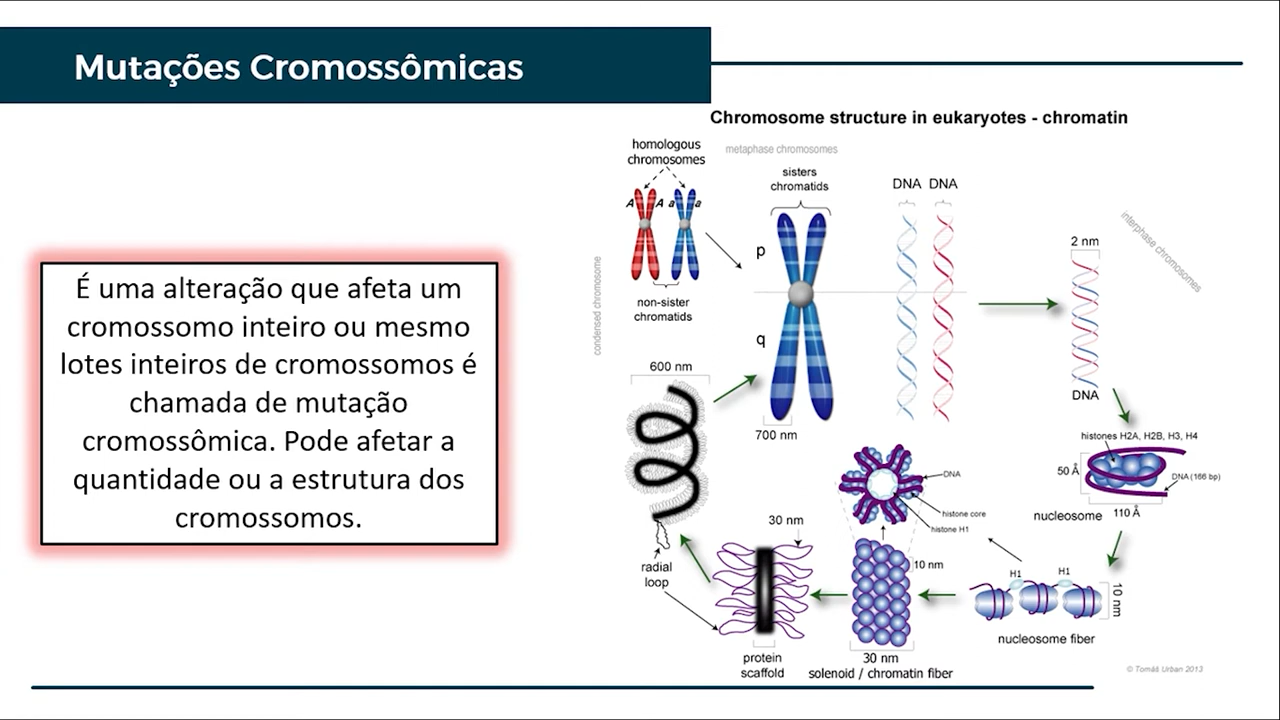 Mutações Cromossômicas
É uma alteração que afeta um
cromossomo inteiro ou mesmo
lotes inteiros de cromossomos é
chamada de mutação
cromossômica. Pode afetar a
quantidade ou a estrutura dos
cromossomos.
Chromosome structure in eukaryotes - chromatin
homologous
chromosomes
metaphase chromosomes
A A a a
non-sister
chromatids
condensed chromosome
sisters
chromatids
p
q
700 nm
DNA DNA
2 nm
DNA
interphase chromosomes
histones H2A, H2B, H3, H4
50 Å
DNA (166 bp)
110 Å
nucleosome
H1 H1
10 nm
nucleosome fiber
DNA
histone core
histone H1
10 nm
30 nm
solenoid / chromatin fiber
30 nm
protein
scaffold
600 nm
radial
loop
© Tomáš Urban 2013